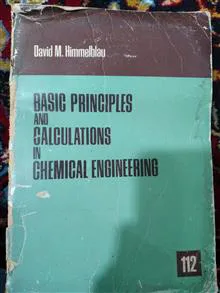 David M. Himmelblau
BASIC PRINCIPLES
AND
CALCULATIONS
IN
CHEMICAL ENGINEERING
112